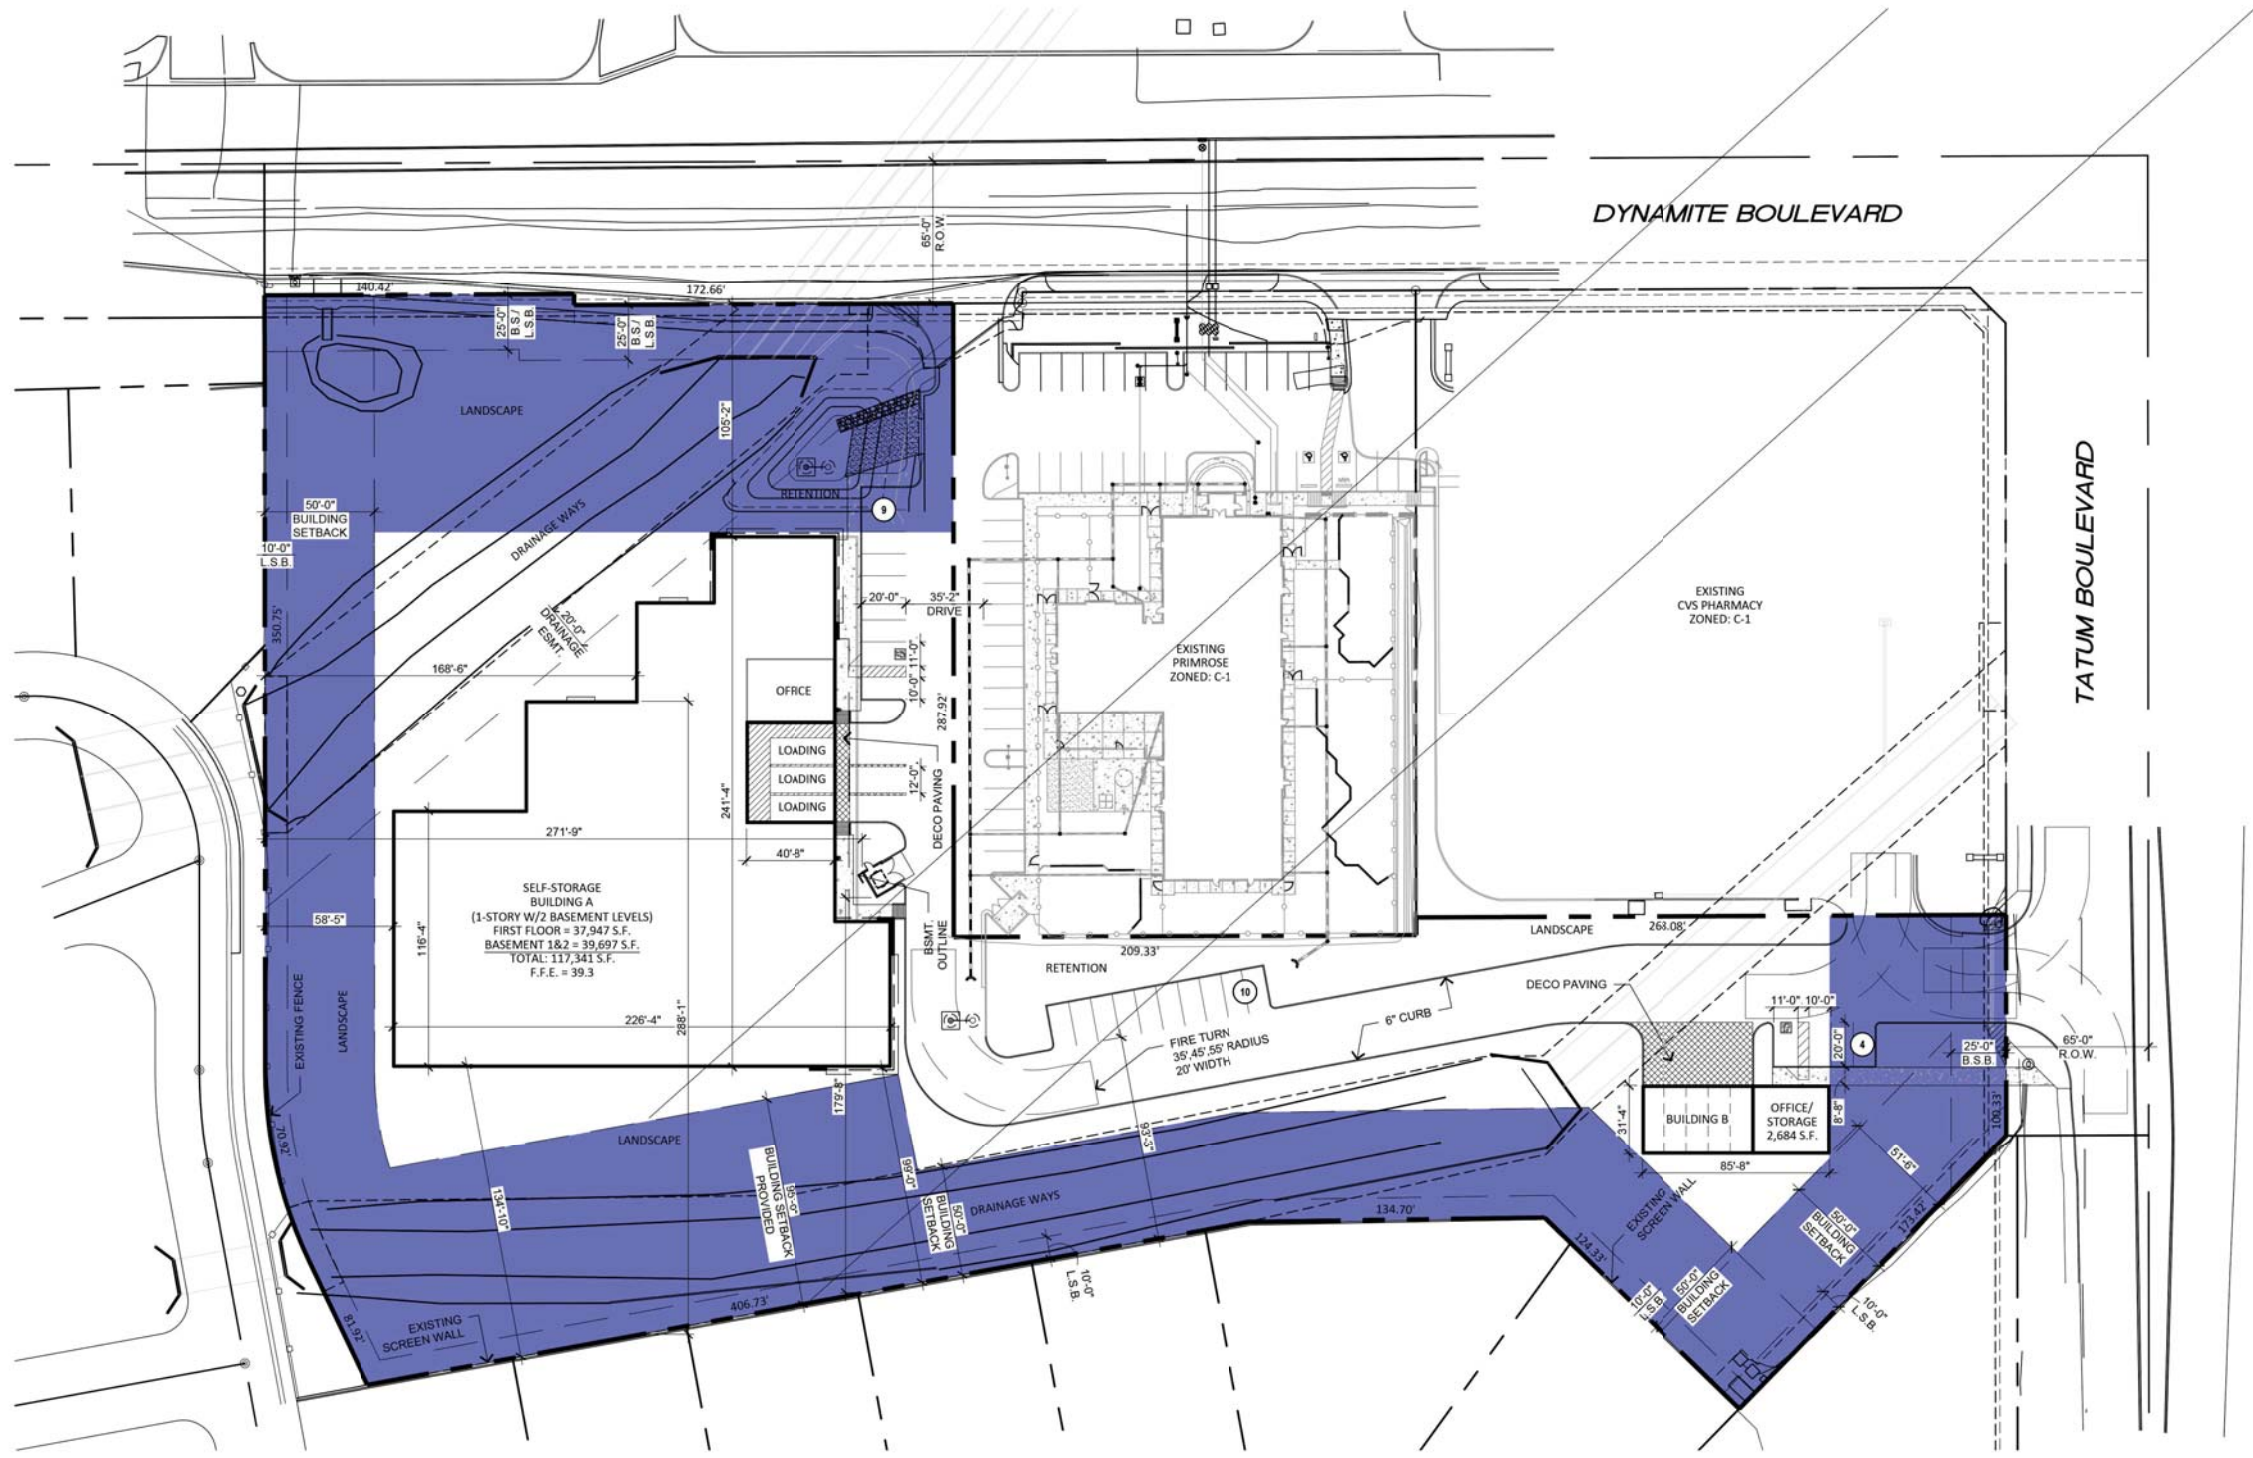 DYNAMITE BOULEVARD
65'-0"
R.O.W.
140.42'
172.66'
25'-0"
B.S./
L.S.B.
25'-0"
B.S./
L.S.B.
LANDSCAPE
105'-2"
RETENTION
9
50'-0"
BUILDING
SETBACK
10'-0"
L.S.B.
DRAINAGE WAYS
350.75'
20'-0"
DRAINAGE
ESMT.
168'-6"
20'-0"
35'-2"
DRIVE
11'-0"
10'-0"
287.92'
OFFICE
LOADING
LOADING
LOADING
12'-0"
DECO PAVING
241'-4"
271'-9"
40'-8"
EXISTING
PRIMROSE
ZONED: C-1
EXISTING
CVS PHARMACY
ZONED: C-1
TATUM BOULEVARD
SELF-STORAGE
BUILDING A
(1-STORY W/2 BASEMENT LEVELS)
FIRST FLOOR = 37,947 S.F.
BASEMENT 1&2 = 39,697 S.F.
TOTAL: 117,341 S.F.
F.F.E. = 39.3
58'-5"
116'-4"
BSMT.
OUTLINE
209.33'
RETENTION
10
LANDSCAPE
263.08'
DECO PAVING
11'-0"
10'-0"
EXISTING FENCE
LANDSCAPE
226'-4"
288'-1"
6" CURB
FIRE TURN
35',45',55' RADIUS
20' WIDTH
20'-0"
4
25'-0"
B.S.B.
65'-0"
R.O.W.
179'-8"
70.92'
LANDSCAPE
93'-3"
31'-4"
BUILDING B
OFFICE/
STORAGE
2,684 S.F.
8'-8"
100.33'
85'-8"
51'-6"
134'-10"
95'-0"
BUILDING SETBACK
PROVIDED
66'-0"
50'-0"
BUILDING
SETBACK
DRAINAGE WAYS
134.70'
EXISTING
SCREEN WALL
50'-0"
BUILDING
SETBACK
173.42'
124.33'
10'-0"
L.S.B.
50'-0"
BUILDING
SETBACK
10'-0"
L.S.B.
10'-0"
L.S.B.
406.73'
81.92'
EXISTING
SCREEN WALL